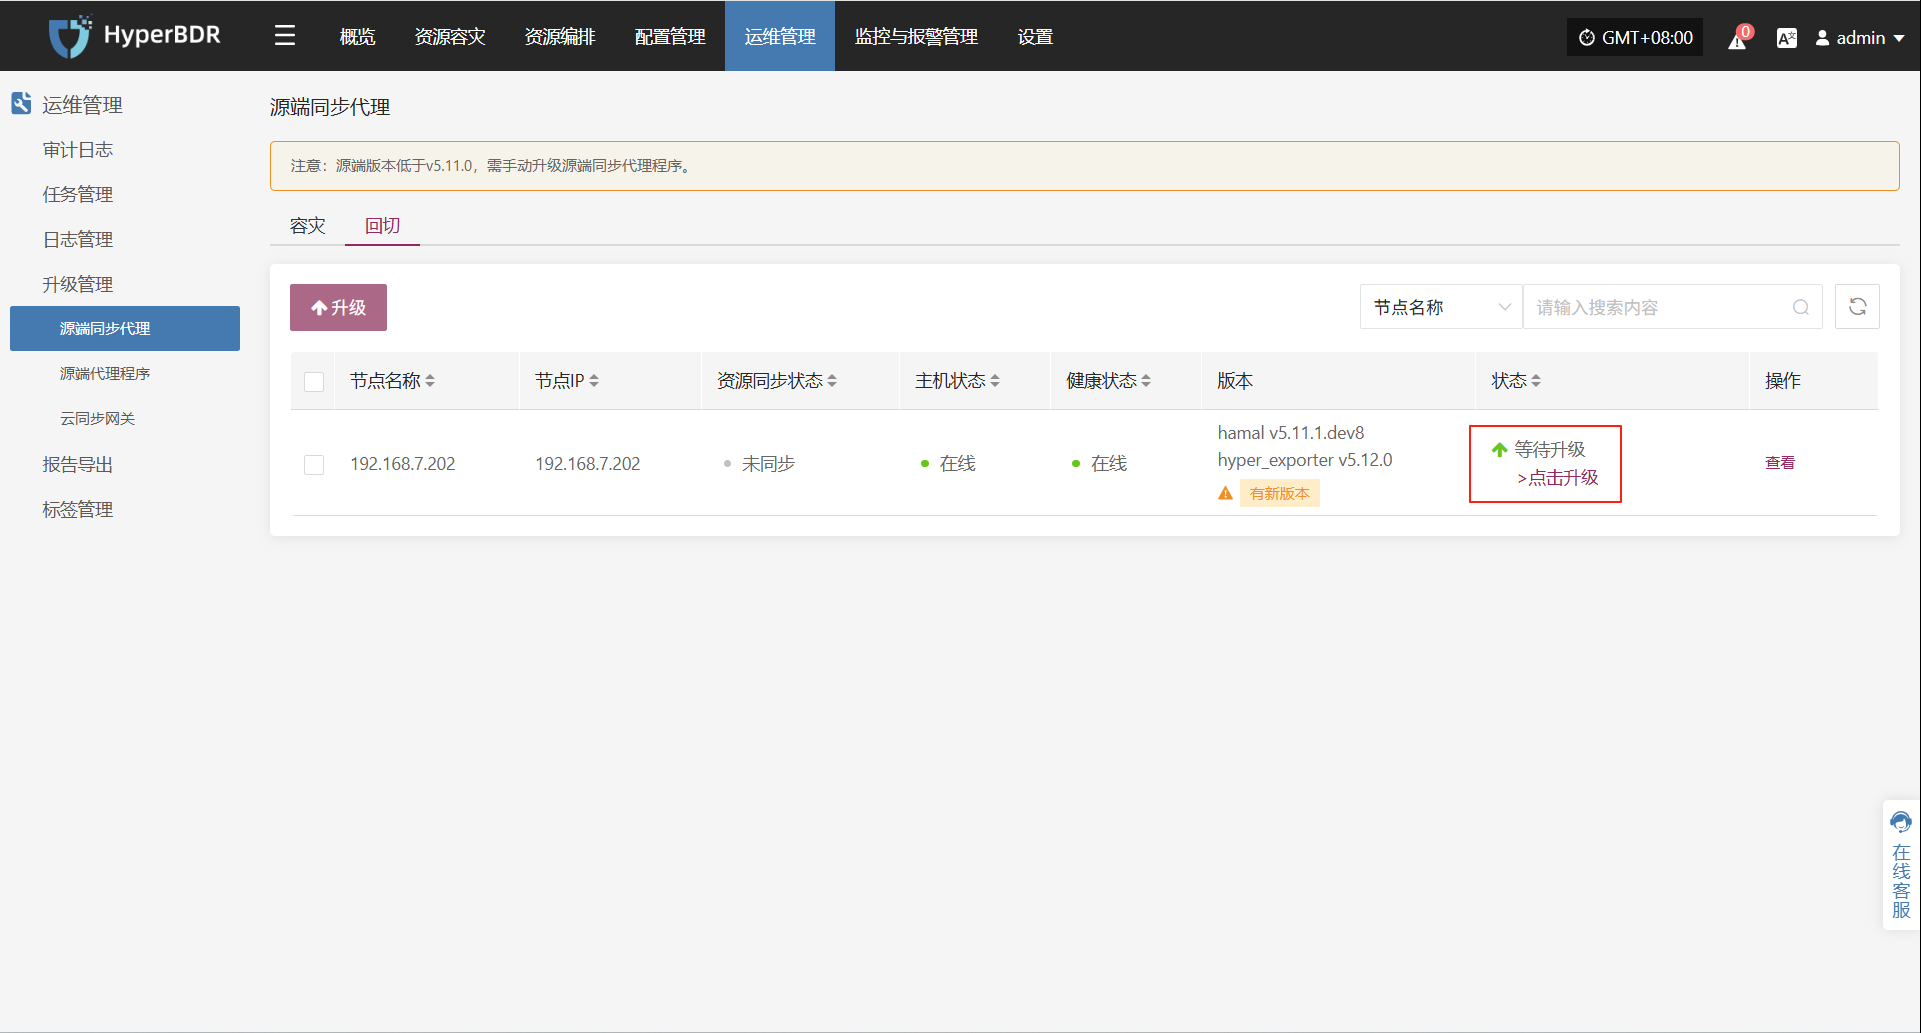 HyperBDR
概览
资源容灾
资源编排
配置管理
运维管理
监控与报警管理
设置
GMT+08:00
0
admin
运维管理
审计日志
任务管理
日志管理
升级管理
源端同步代理
源端代理程序
云同步网关
报告导出
标签管理
源端同步代理
注意：源端版本低于v5.11.0，需手动升级源端同步代理程序。
容灾
回切
升级
节点名称
请输入搜索内容
节点名称
节点IP
资源同步状态
主机状态
健康状态
版本
状态
操作
192.168.7.202
192.168.7.202
未同步
在线
在线
hamal v5.11.1.dev8
hyper_exporter v5.12.0
有新版本
等待升级
>点击升级
查看
在线客服